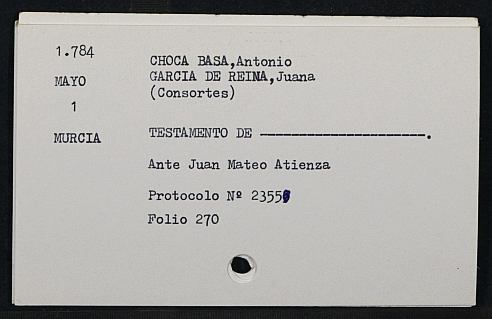 1.784
MAYO
1
MURCIA
CHOCA BASA,Antonio
GARCIA DE REINA,Juana
(Consortes)
TESTAMENTO DE ----------------------.
Ante Juan Mateo Atienza
Protocolo Nº
Folio 270